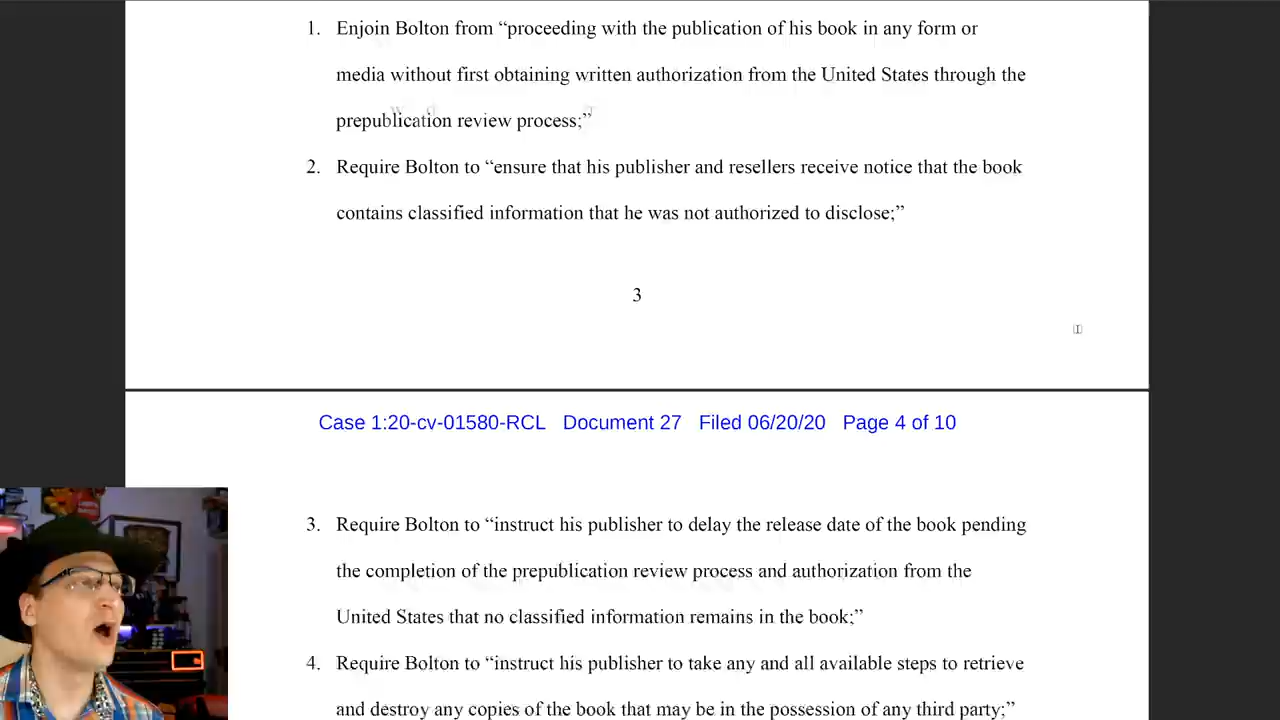 1. Enjoin Bolton from “proceeding with the publication of his book in any form or
media without first obtaining written authorization from the United States through the
prepublication review process;”
2. Require Bolton to “ensure that his publisher and resellers receive notice that the book
contains classified information that he was not authorized to disclose;”
3
Case 1:20-cv-01580-RCL Document 27 Filed 06/20/20 Page 4 of 10
3. Require Bolton to “instruct his publisher to delay the release date of the book pending
the completion of the prepublication review process and authorization from the
United States that no classified information remains in the book;”
4. Require Bolton to “instruct his publisher to take any and all available steps to retrieve
and destroy any copies of the book that may be in the possession of any third party;”